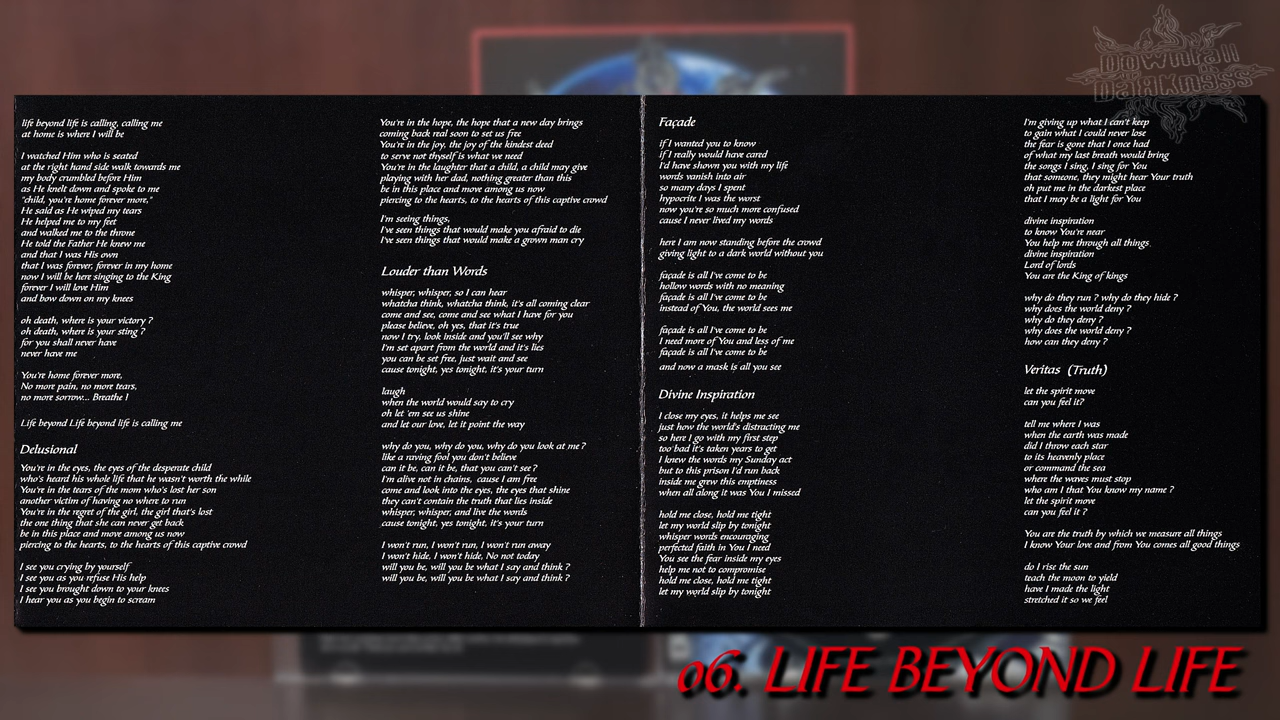 life beyond life is calling, calling me
at home is where I will be
I watched Him who is seated
at the right hand side walk towards me
my body crumbled before Him
as He knelt down and spoke to me
"child, you're home forever more,"
He said as He wiped my tears
He helped me to my feet
and walked me to the throne
He told the Father He knew me
and that I was His own
that I was forever, forever in my home
now I will be here singing to the King
forever I will love Him
and bow down on my knees
oh death, where is your victory ?
oh death, where is your sting ?
for you shall never have
never have me
You're home forever more,
No more pain, no more tears,
no more sorrow... Breathe !
Life beyond Life beyond life is calling me
Delusional
You're in the eyes, the eyes of the desperate child
who's heard his whole life that he wasn't worth the while
You're in the tears of the mom who's lost her son
another victim of having no where to run
You're in the regret of the girl, the girl that's lost
the one thing that she can never get back
be in this place and move among us now
piercing to the hearts, to the hearts of this captive crowd
I see you crying by yourself
I see you as you refuse His help
I see you brought down to your knees
I hear you as you begin to scream
You're in the hope, the hope that a new day brings
coming back real soon to set us free
You're in the joy, the joy of the kindest deed
to serve not thyself is what we need
You're in the laughter that a child, a child may give
playing with her dad, nothing greater than this
be in this place and move among us now
piercing to the hearts, to the hearts of this captive crowd
I'm seeing things,
I've seen things that would make you afraid to die
I've seen things that would make a grown man cry
Louder than Words
whisper, whisper, so I can hear
whatcha think, whatcha think, it's all coming clear
come and see, come and see what I have for you
please believe, oh yes, that it's true
now I try, look inside and you'll see why
I'm set apart from the world and it's lies
you can be set free, just wait and see
cause tonight, yes tonight, it's your turn
laugh
when the world would say to cry
oh let 'em see us shine
and let our love, let it point the way
why do you, why do you, why do you look at me ?
like a raving fool you don't believe
can it be, can it be, that you can't see ?
I'm alive not in chains, cause I am free
come and look into the eyes, the eyes that shine
they can't contain the truth that lies inside
whisper, whisper, and live the words
cause tonight, yes tonight, it's your turn
I won't run, I won't run, I won't run away
I won't hide, I won't hide, No not today
will you be, will you be what I say and think ?
will you be, will you be what I say and think ?
Façade
if I wanted you to know
if I really would have cared
I'd have shown you with my life
words vanish into air
so many days I spent
hypocrite I was the worst
now you're so much more confused
cause I never lived my words
here I am now standing before the crowd
giving light to a dark world without you
façade is all I've come to be
hollow words with no meaning
façade is all I've come to be
instead of You, the world sees me
façade is all I've come to be
I need more of You and less of me
façade is all I've come to be
and now a mask is all you see
Divine Inspiration
I close my eyes, it helps me see
just how the world's distracting me
so here I go with my first step
too bad it's taken years to get
I knew the words my Sunday act
but to this prison I'd run back
inside me grew this emptiness
when all along it was You I missed
hold me close, hold me tight
let my world slip by tonight
whisper words encouraging
perfected faith in You I need
You see the fear inside my eyes
help me not to compromise
hold me close, hold me tight
let my world slip by tonight
I'm giving up what I can't keep
to gain what I could never lose
the fear is gone that I once had
of what my last breath would bring
the songs I sing, I sing for You
that someone, they might hear Your truth
oh put me in the darkest place
that I may be a light for You
divine inspiration
to know You're near
You help me through all things
divine inspiration
Lord of lords
You are the King of kings
why do they run ? why do they hide ?
why does the world deny ?
why do they deny ?
why does the world deny ?
how can they deny ?
Veritas (Truth)
let the spirit move
can you feel it?
tell me where I was
when the earth was made
did I throw each star
to its heavenly place
or command the sea
where the waves must stop
who am I that You know my name ?
let the spirit move
can you feel it ?
You are the truth by which we measure all things
I know Your love and from You comes all good things
do I rise the sun
teach the moon to yield
have I made the light
stretched it so we feel
Downfall
Darkness
06. LIFE BEYOND LIFE